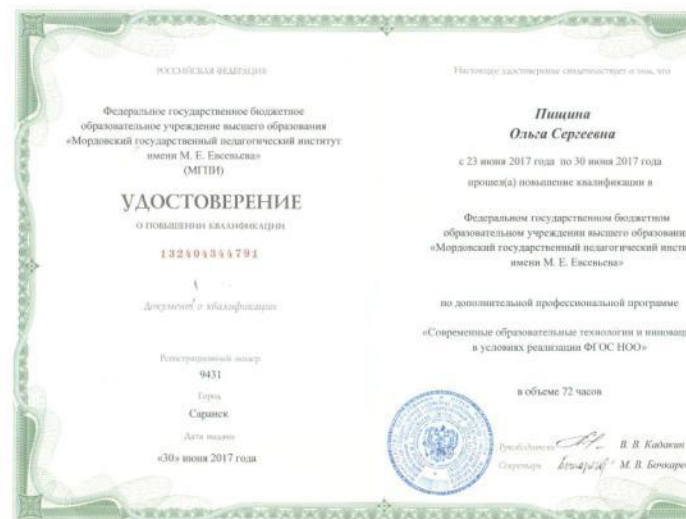 РОССИЙСКАЯ ФЕДЕРАЦИЯ
Федеральное государственное бюджетное
образовательное учреждение высшего образования
«Мордовский государственный педагогический институт
имени М. Е. Евсевьева»
(МГПИ)
УДОСТОВЕРЕНИЕ
О ПОВЫШЕНИИ КВАЛИФИКАЦИИ
132404344791
Документ о квалификации
Регистрационный номер
9431
Город
Саранск
Дата выдачи
«30» июня 2017 года
Настоящее удостоверение свидетельствует о том, что
Пищина
Ольга Сергеевна
с 23 июня 2017 года по 30 июня 2017 года
прошел(а) повышение квалификации в
Федеральном государственном бюджетном
образовательном учреждении высшего образовани
«Мордовский государственный педагогический инсти
имени М. Е. Евсевьева»
по дополнительной профессиональной программе
«Современные образовательные технологии и инновац
в условиях реализации ФГОС НОО»
в объеме 72 часов
Руководитель В. В. Кадакин
Секретарь М. В. Бочкаре